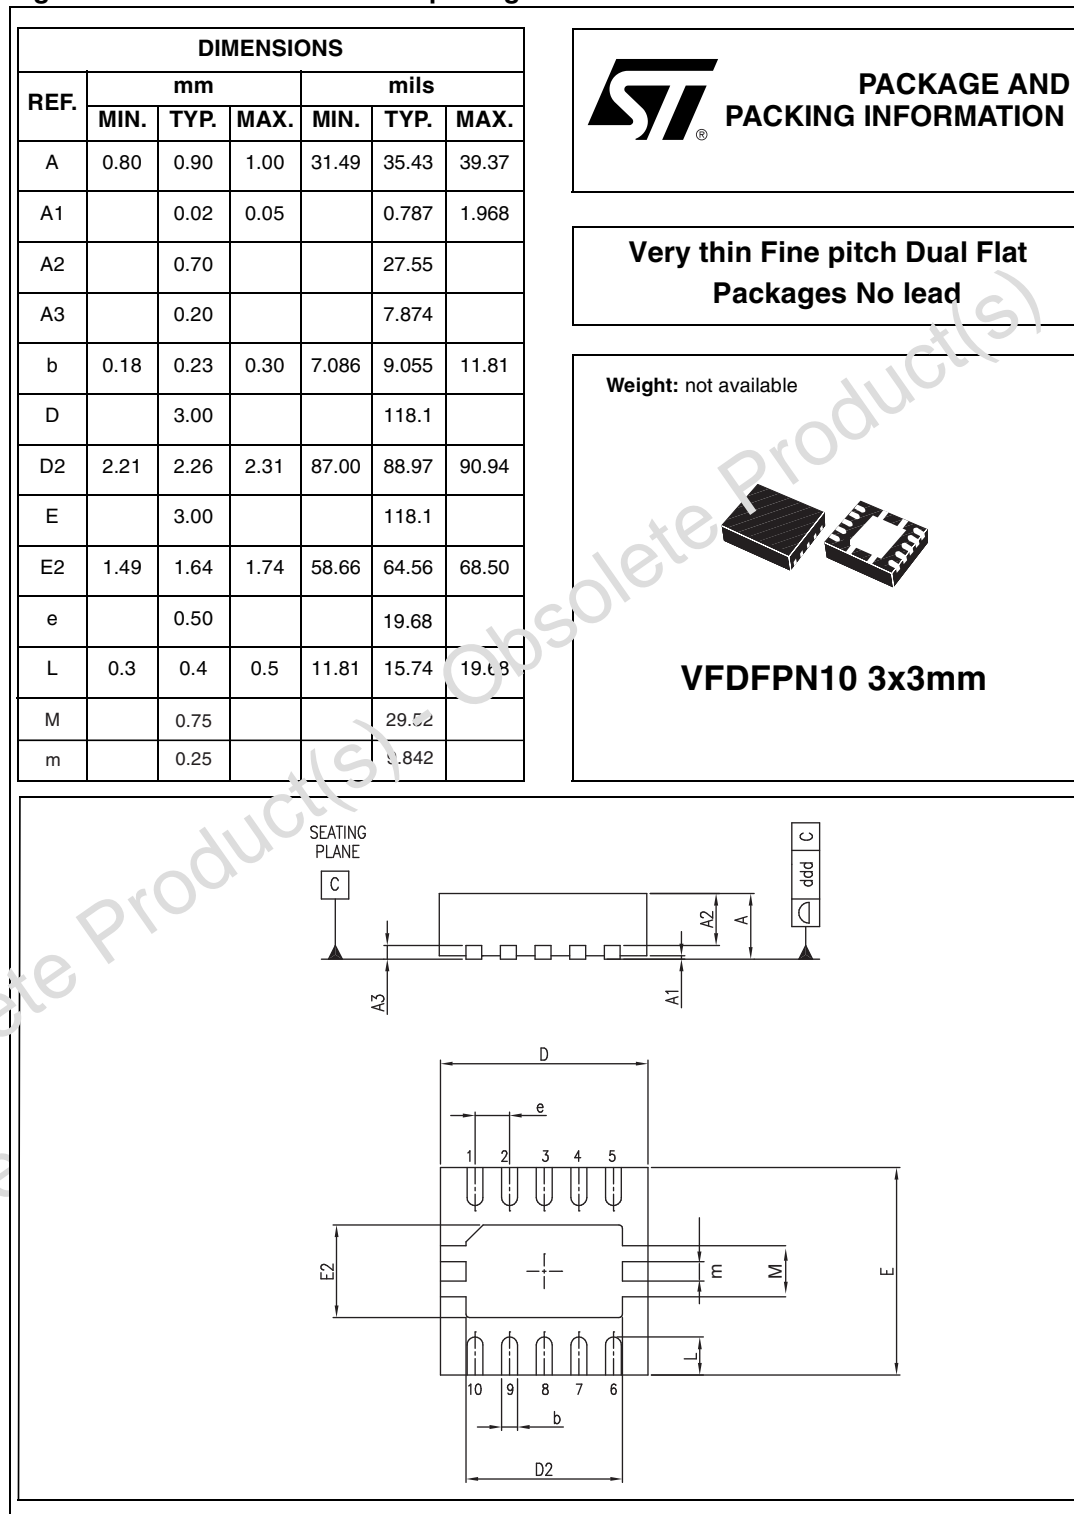 DIMENSIONS
REF. mm mils
MIN. TYP. MAX. MIN. TYP. MAX.
A 0.80 0.90 1.00 31.49 35.43 39.37
A1 0.02 0.05 0.787 1.968
A2 0.70 27.55
A3 0.20 7.874
b 0.18 0.23 0.30 7.086 9.055 11.81
D 3.00 118.1
D2 2.21 2.26 2.31 87.00 88.97 90.94
E 3.00 118.1
E2 1.49 1.64 1.74 58.66 64.56 68.50
e 0.50 19.68
L 0.3 0.4 0.5 11.81 15.74 19.68
M 0.75 29.52
m 0.25 9.842
ST ®
PACKAGE AND
PACKING INFORMATION
Very thin Fine pitch Dual Flat
Packages No lead
Weight: not available
VFDFPN10 3x3mm
Obsolete Product(s) - Obsolete Product(s)
SEATING
PLANE
C
C
ddd
A2
A
A3
A1
D
e
1 2 3 4 5
E2
m
M
E
L
10 9 8 7 6
b
D2